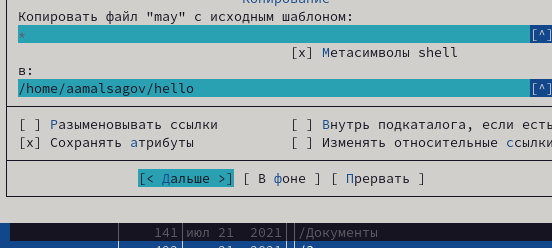 Копирование
Копировать файл "may" с исходным шаблоном:
* [^]
[x] Метасимволы shell
в:
/home/aamalsagov/hello [^]
[ ] Разыменовывать ссылки [ ] Внутрь подкаталога, если есть
[x] Сохранять атрибуты [ ] Изменять относительные ссылки
[< Дальше >] [ В фоне ] [ Прервать ]
141 июл 21 2021 /Документы